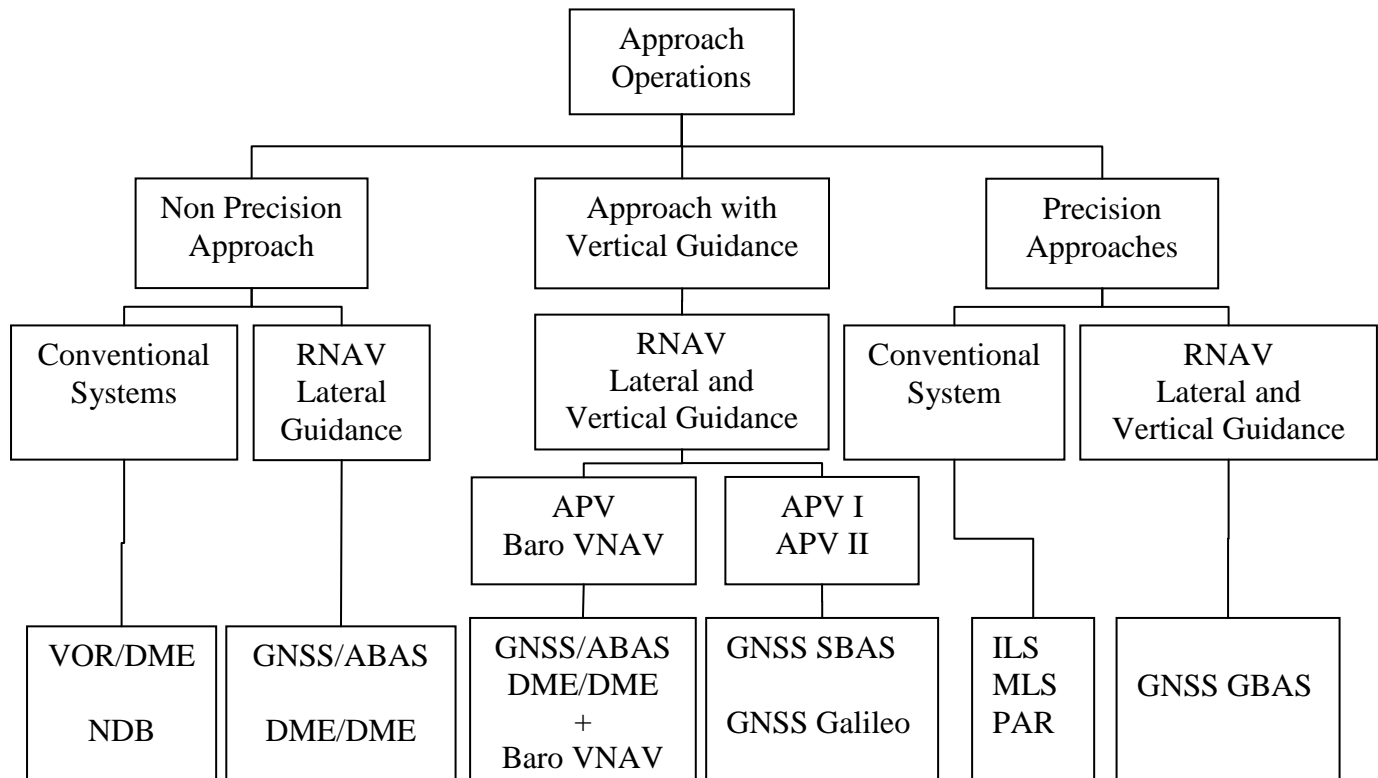 Approach
Operations
Non Precision
Approach
Approach with
Vertical Guidance
Precision
Approaches
Conventional
Systems
RNAV
Lateral
Guidance
RNAV
Lateral and
Vertical Guidance
Conventional
System
RNAV
Lateral and
Vertical Guidance
APV
Baro VNAV
APV I
APV II
VOR/DME
NDB
GNSS/ABAS
DME/DME
GNSS/ABAS
DME/DME
+
Baro VNAV
GNSS SBAS
GNSS Galileo
ILS
MLS
PAR
GNSS GBAS